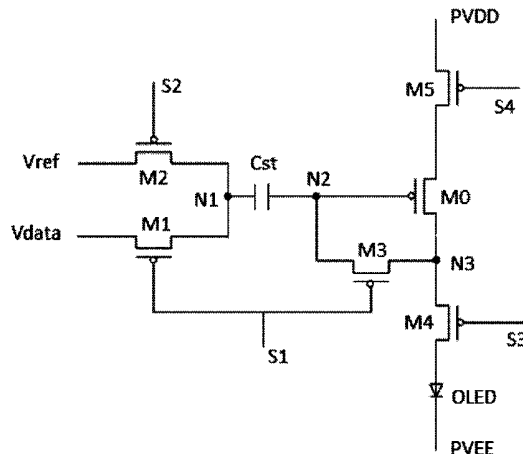 PVDD
M5
S4
S2
Vref
M2
Cst
N1
N2
M0
Vdata
M1
M3
N3
M4
S3
S1
OLED
PVEE